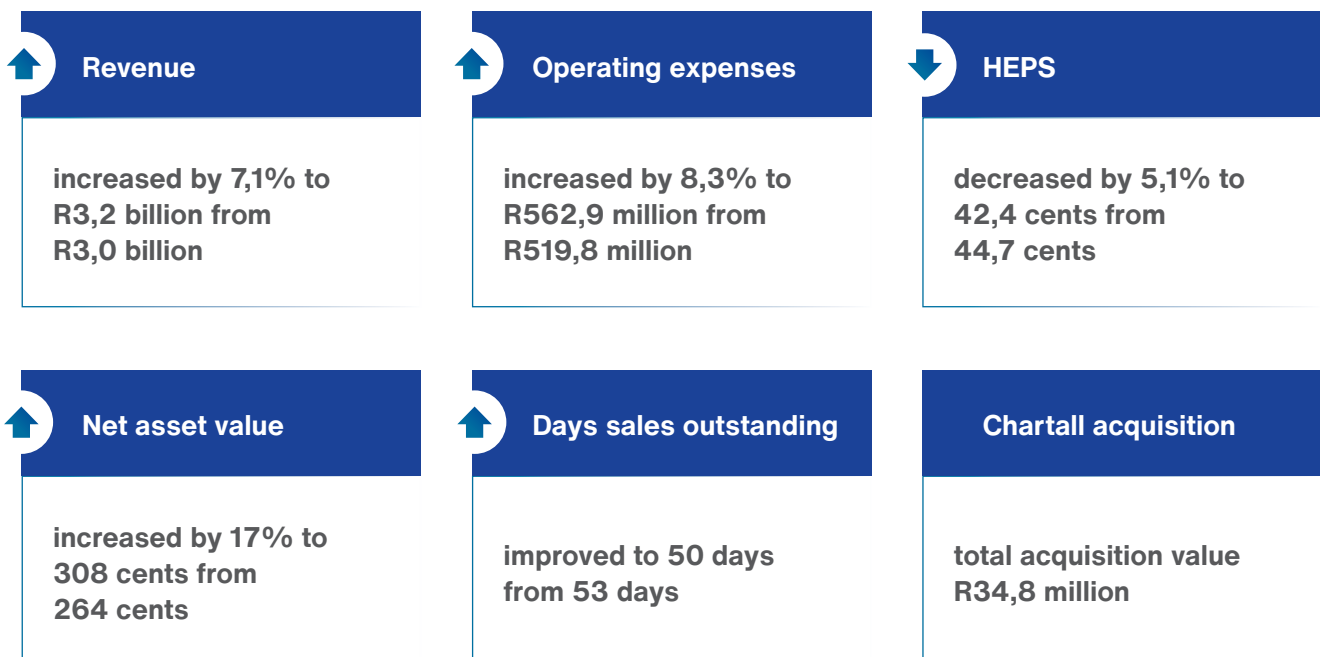 Revenue
increased by 7,1% to
R3,2 billion from
R3,0 billion
Operating expenses
increased by 8,3% to
R562,9 million from
R519,8 million
HEPS
decreased by 5,1% to
42,4 cents from
44,7 cents
Net asset value
increased by 17% to
308 cents from
264 cents
Days sales outstanding
improved to 50 days
from 53 days
Chartall acquisition
total acquisition value
R34,8 million